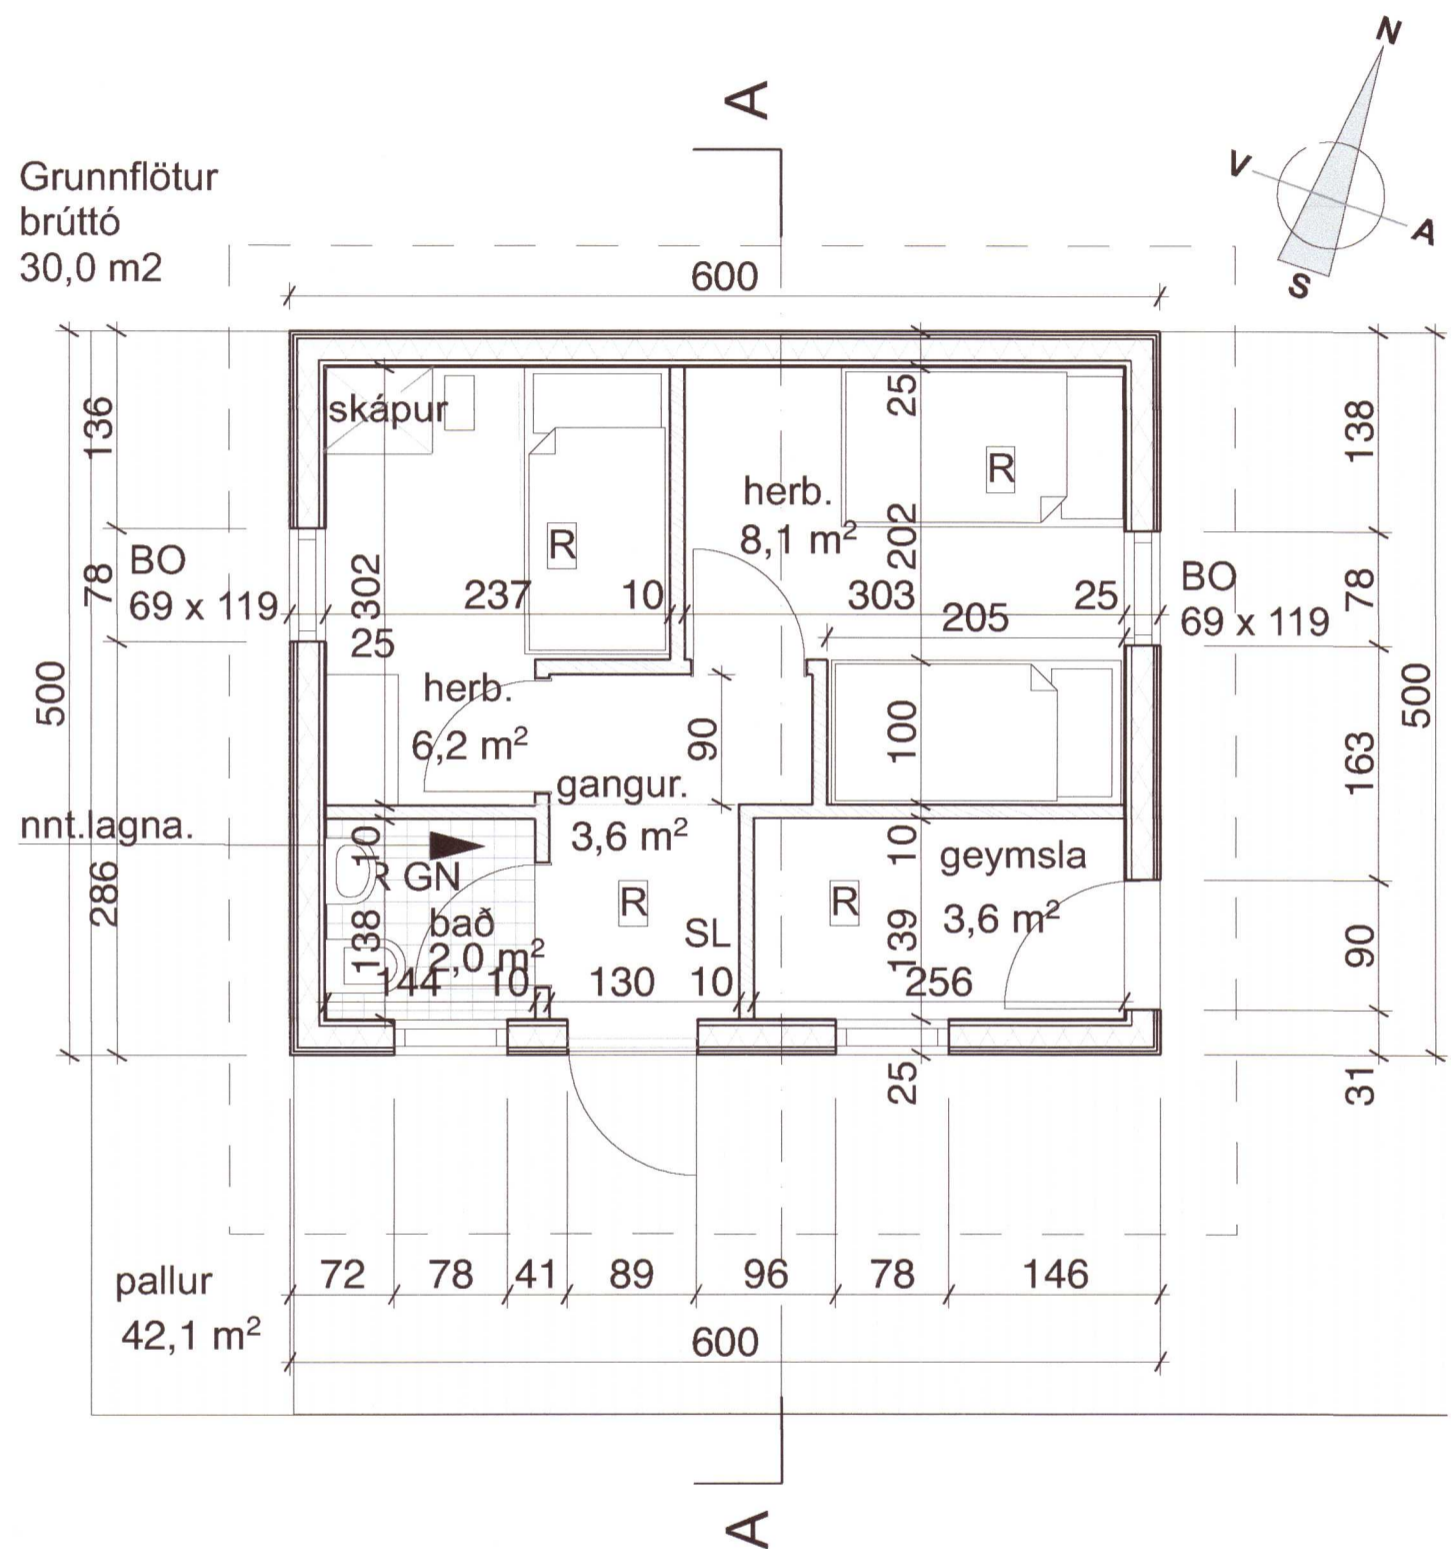 N
V
A
S
A
Grunnflötur
brúttó
30,0 m2
600
skápur
25
R
R
136
138
herb.
8,1 m²
202
BO
69 x 119
78
302
237
10
303
25
205
78
BO
69 x 119
25
500
500
herb.
6,2 m²
90
100
163
gangur.
3,6 m²
nnt.lagna.
286
10
R GN
10
geymsla
3,6 m²
R
R
bað
2,0 m²
138
SL
139
90
144
10
130
10
256
25
31
pallur
42,1 m²
72
78
41
89
96
78
146
600
A